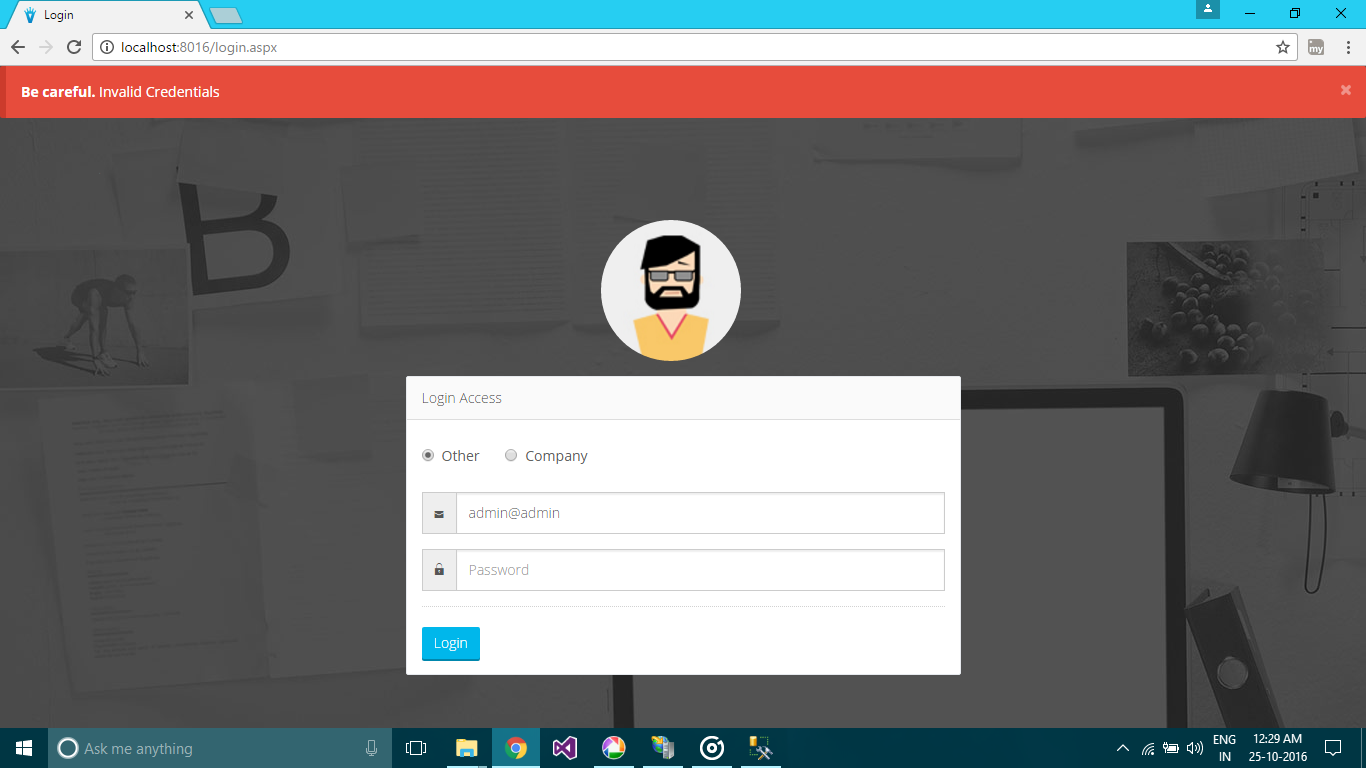 Login
localhost:8016/login.aspx
my
Be careful. Invalid Credentials
B
Login Access
Other Company
admin@admin
Password
Login
Ask me anything
ENG
IN
12:29 AM
25-10-2016